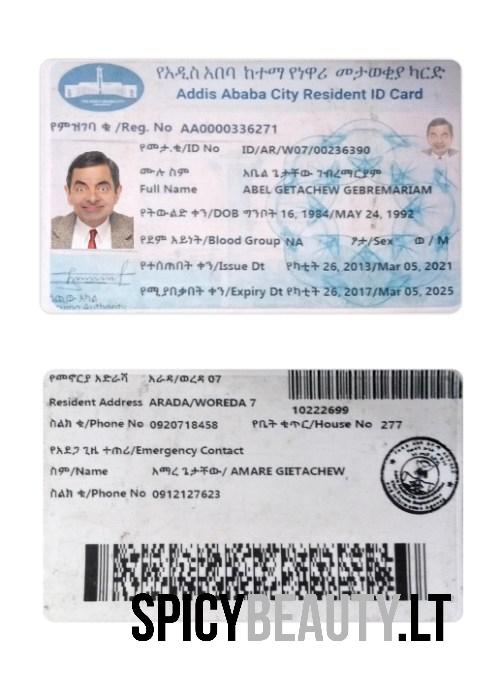 የአዲስ አበባ ከተማ የነዋሪ መታወቂያ ካርድ
Addis Ababa City Resident ID Card
የምዝገባ ቁ /Reg. No AA0000336271
የመታ.ቁ/ID No ID/AR/W07/00236390
ሙሉ ስም አቤል ጌታቸው ገብረማርያም
Full Name ABEL GETACHEW GEBREMARIAM
የትውልድ ቀን/DOB ግንቦት 16, 1984/MAY 24, 1992
የደም አይነት/Blood Group NA ፆታ/Sex ወ / M
የተሰጠበት ቀን/Issue Dt የካቲት 26, 2013/Mar 05, 2021
የሚያበቃበት ቀን/Expiry Dt የካቲት 26, 2017/Mar 05, 2025
Authority
የመኖርያ አድራሻ አራዳ/ወረዳ 07
Resident Address ARADA/WOREDA 7
10222699
ስልክ ቁ/Phone No 0920718458 የቤት ቁጥር/House No 277
የአደጋ ጊዜ ተጠሪ/Emergency Contact
ስም/Name አማረ ጌታቸው/ AMARE GIETACHEW
ስልክ ቁ/Phone No 0912127623
SPICYBEAUTY.LT